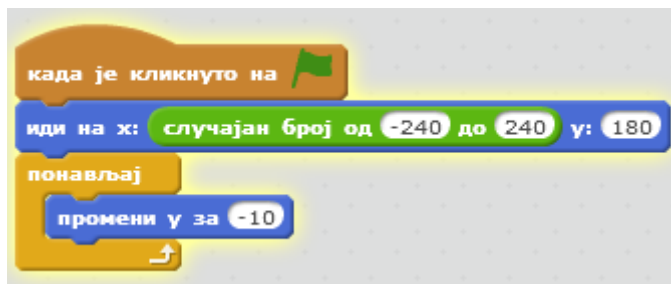 када је кликнуто на
иди на x: случајан број од -240 до 240 y: 180
понављај
промени y за -10